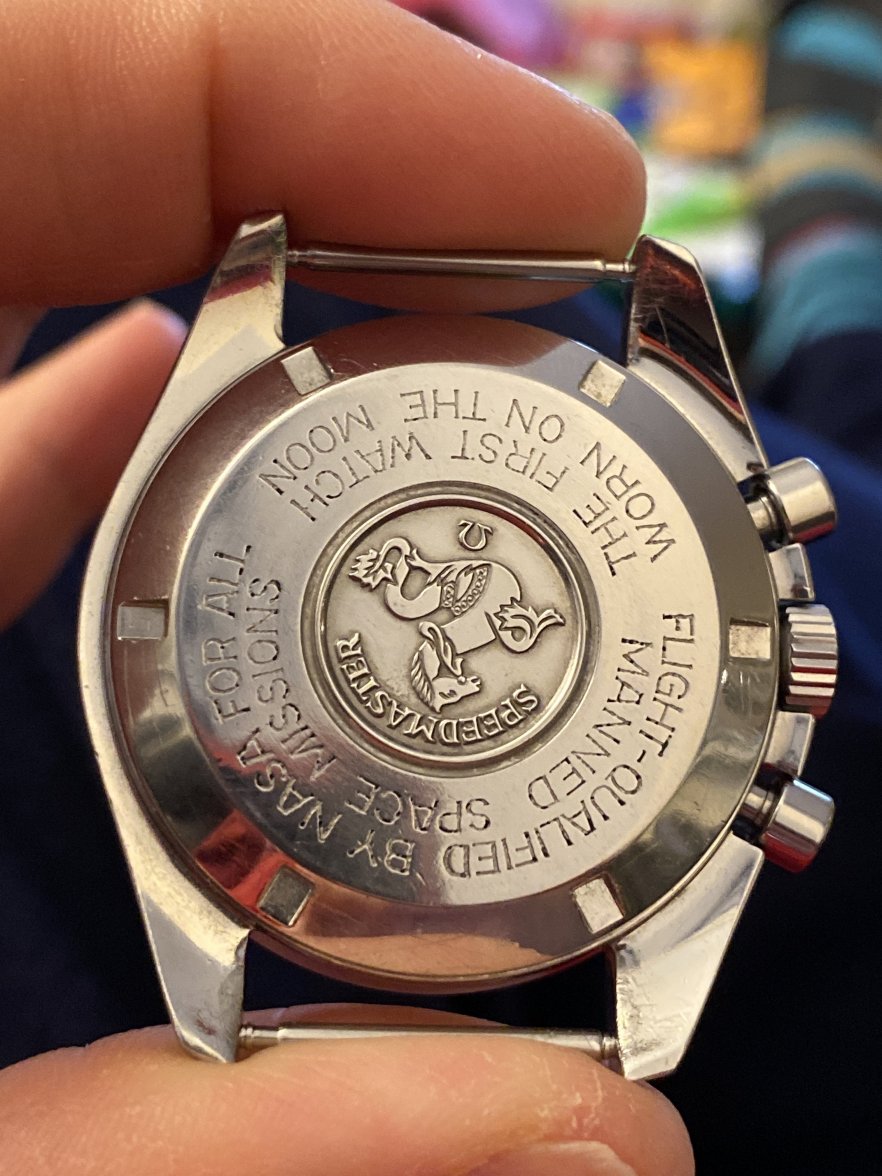 FLIGHT-QUALIFIED BY NASA FOR ALL
MANNED SPACE MISSIONS
THE FIRST WATCH
WORN ON THE MOON
Ω
SPEEDMASTER